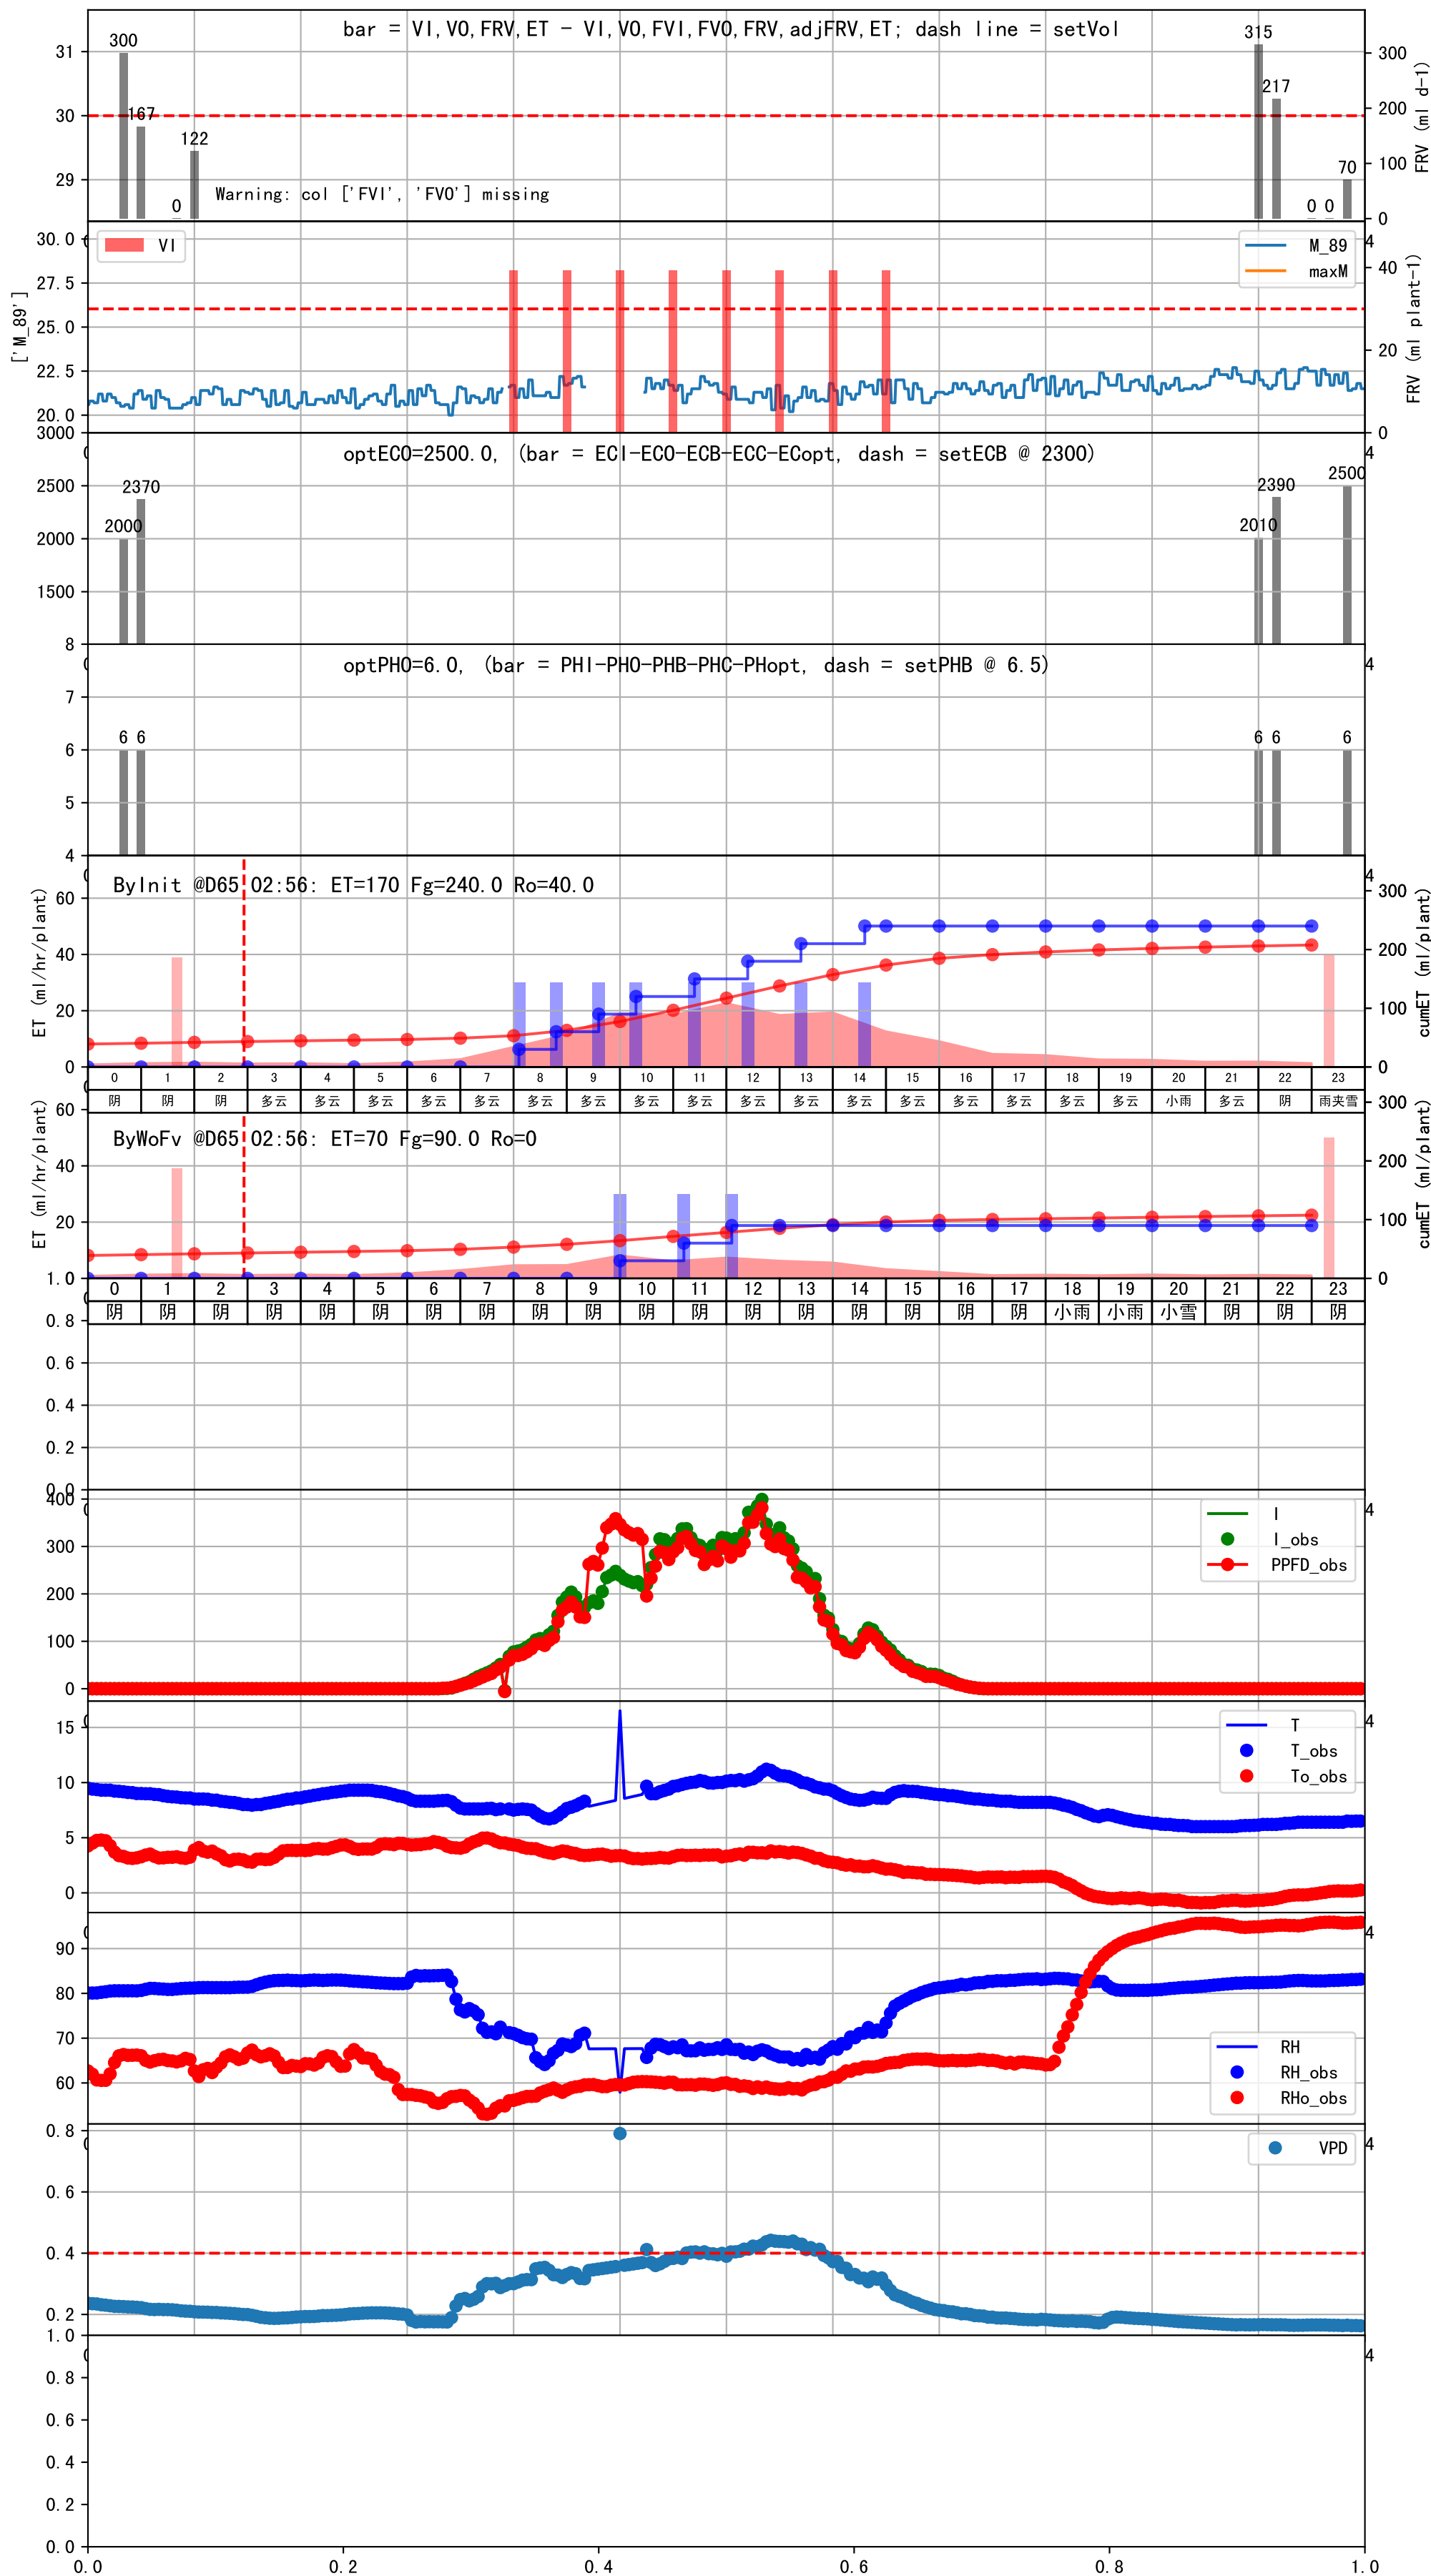 bar = VI,VO,FRV,ET - VI,VO,FVI,FVO,FRV,adjFRV,ET; dash line = setVol
300 167 0 122 315 217 0 0 70
Warning: col ['FVI', 'FVO'] missing
31 30 29
300 200 100 0
FRV (ml d-1)
VI
M_89
maxM
['M_89']
30.0 27.5 25.0 22.5 20.0
40 20 0
FRV (ml plant-1)
optECO=2500.0, (bar = ECI-ECO-ECB-ECC-ECopt, dash = setECB @ 2300)
3000 2500 2000 1500
2000 2370 2010 2390 2500
optPHO=6.0, (bar = PHI-PHO-PHB-PHC-PHopt, dash = setPHB @ 6.5)
8 7 6 5 4
6 6 6 6 6
ByInit @D65 02:56: ET=170 Fg=240.0 Ro=40.0
ET (ml/hr/plant)
60 40 20 0
300 200 100 0
cumET (ml/plant)
0 1 2 3 4 5 6 7 8 9 10 11 12 13 14 15 16 17 18 19 20 21 22 23
阴 阴 阴 多云 多云 多云 多云 多云 多云 多云 多云 多云 多云 多云 多云 多云 多云 多云 多云 多云 小雨 多云 阴 雨夹雪
ByWoFv @D65 02:56: ET=70 Fg=90.0 Ro=0
ET (ml/hr/plant)
60 40 20
300 200 100 0
cumET (ml/plant)
0 1 2 3 4 5 6 7 8 9 10 11 12 13 14 15 16 17 18 19 20 21 22 23
阴 阴 阴 阴 阴 阴 阴 阴 阴 阴 阴 阴 阴 阴 阴 阴 阴 阴 小雨 小雨 小雪 阴 阴 阴
1.0 0.8 0.6 0.4 0.2 0.0
400 300 200 100 0
I
I_obs
PPFD_obs
15 10 5 0
T
T_obs
To_obs
90 80 70 60
RH
RH_obs
RHo_obs
0.8 0.6 0.4 0.2
VPD
1.0 0.8 0.6 0.4 0.2 0.0
0.0 0.2 0.4 0.6 0.8 1.0